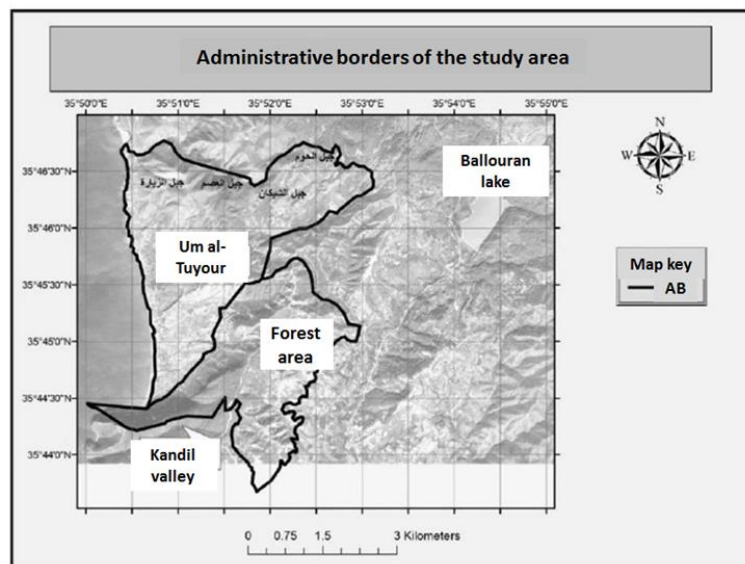 Administrative borders of the study area
35°50'0"E 35°51'0"E 35°52'0"E 35°53'0"E 35°54'0"E 35°55'0"E
N
W E
S
35°46'30"N
جبل الحوم
جبل الزيارة
جبل الشيكان
Ballouran
lake
35°46'0"N
Um al-
Tuyour
Map key
AB
35°45'30"N
35°45'0"N
Forest
area
35°44'30"N
35°44'0"N
Kandil
valley
0 0.75 1.5 3 Kilometers